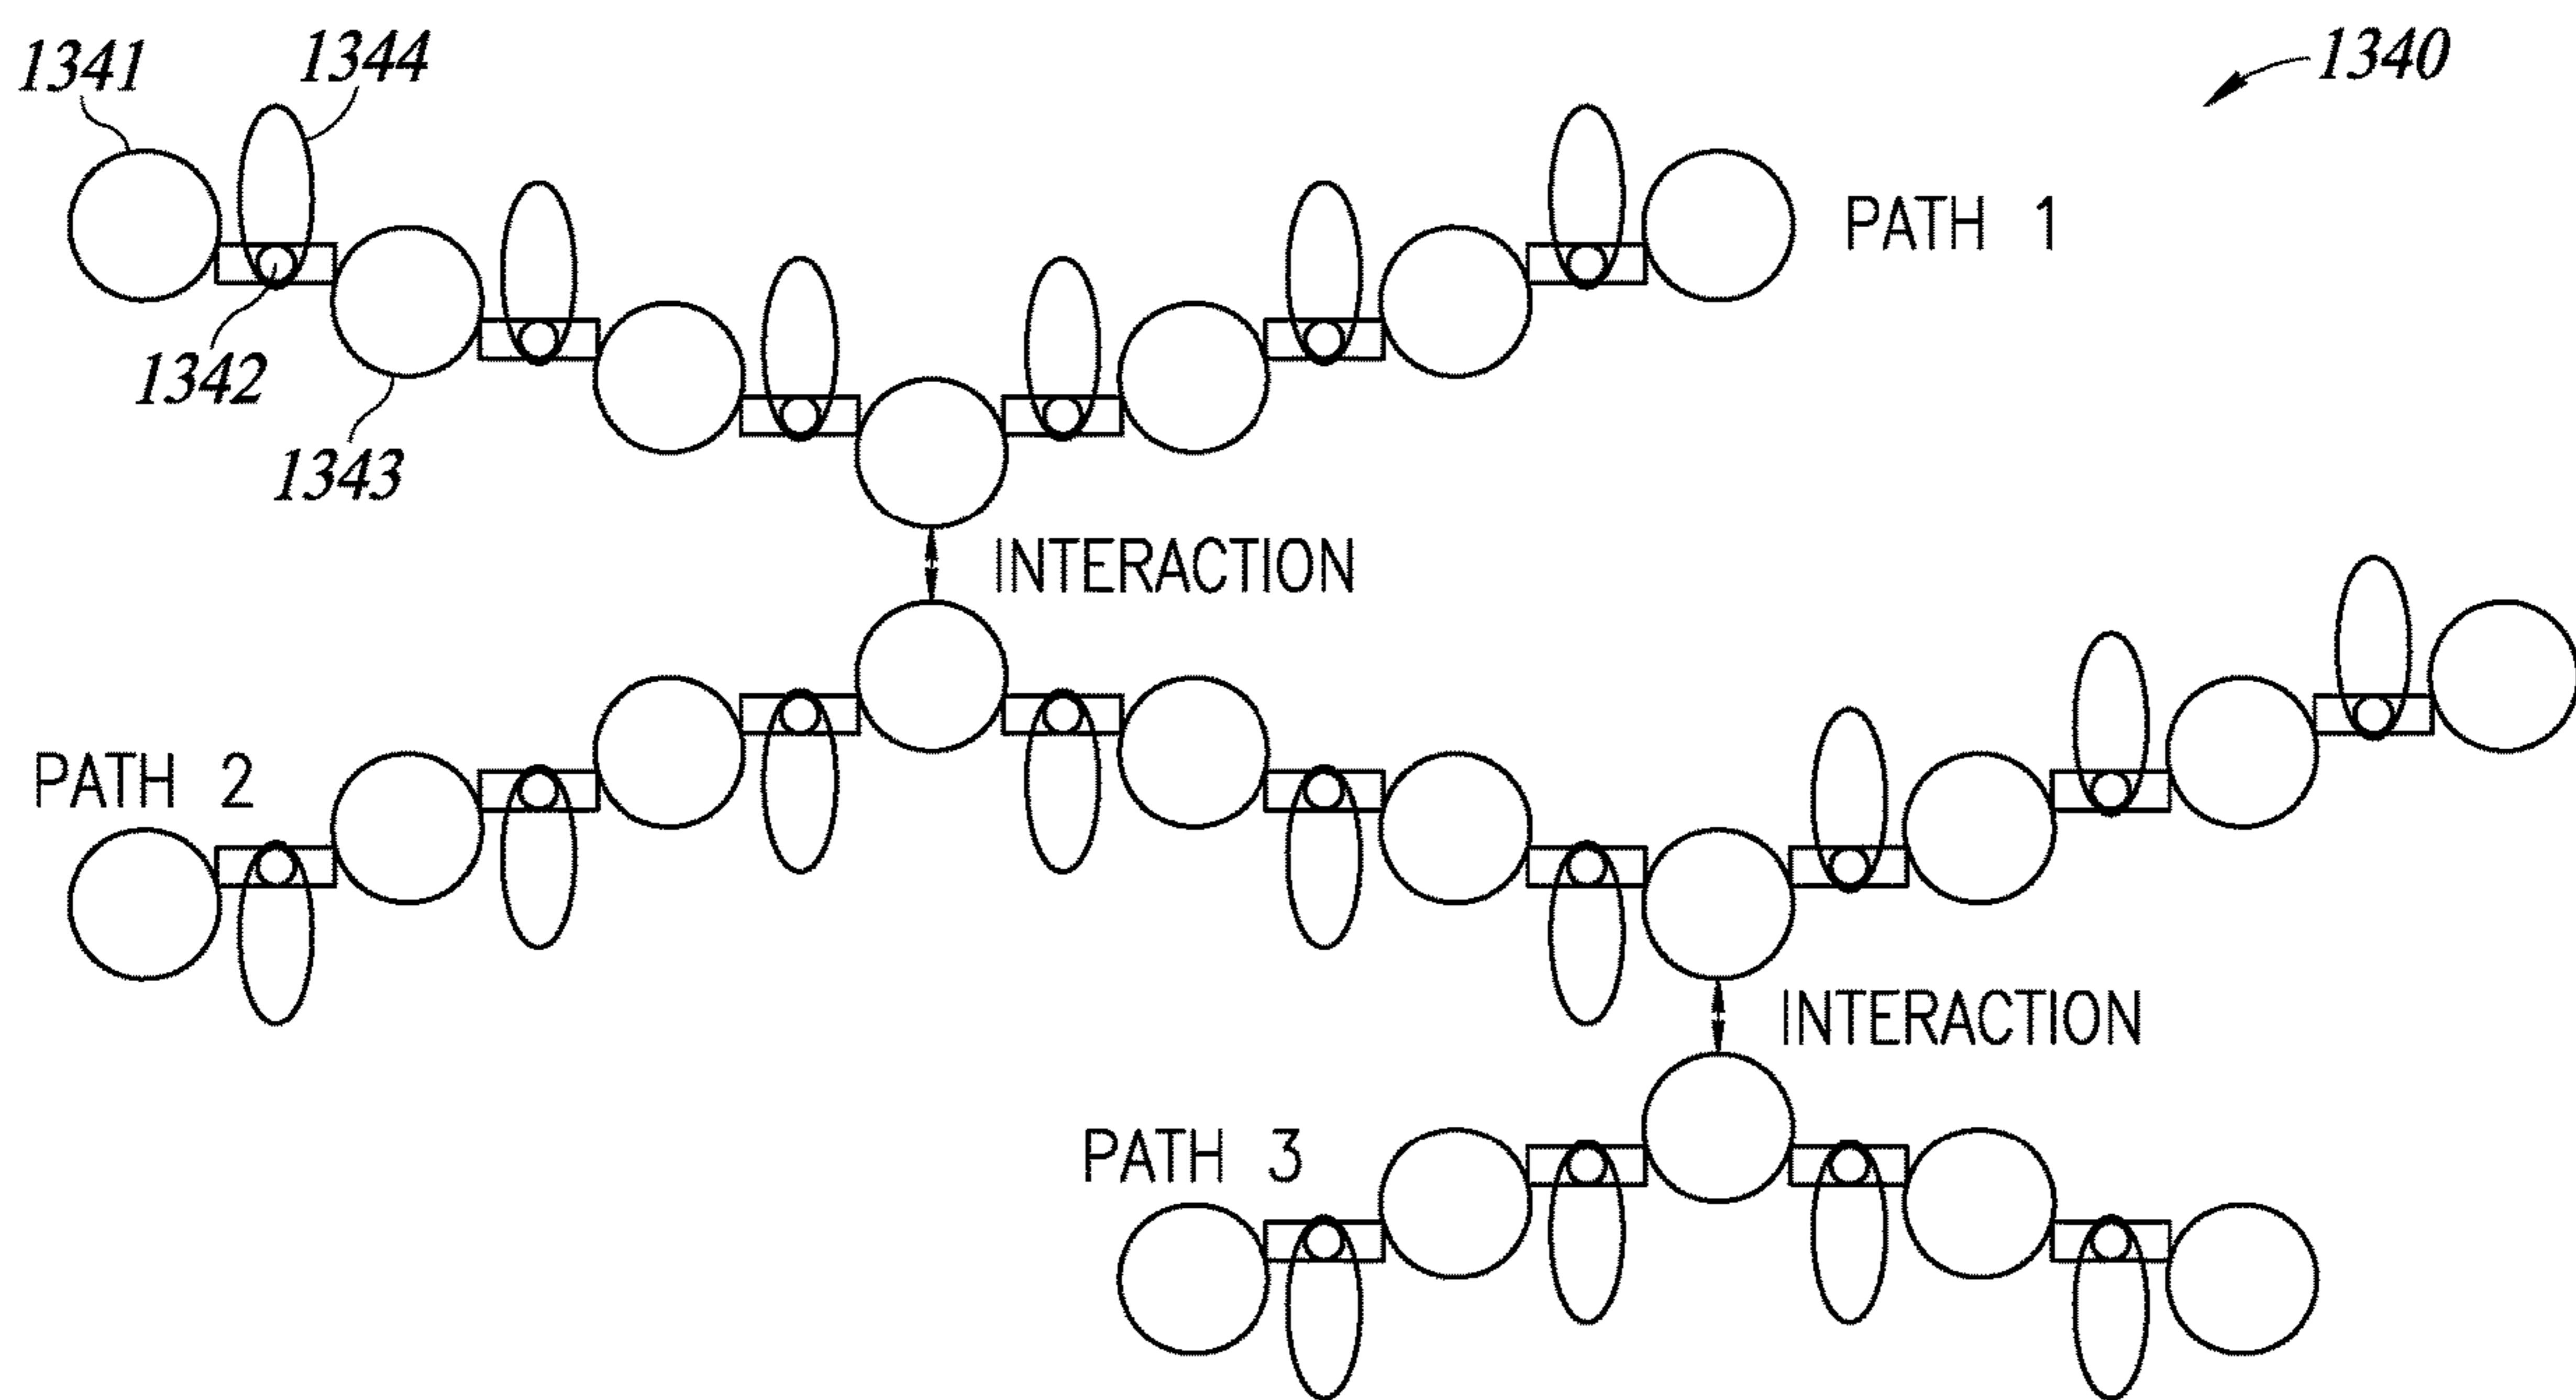 1341
1344
1340
PATH 1
1342
1343
INTERACTION
PATH 2
INTERACTION
PATH 3